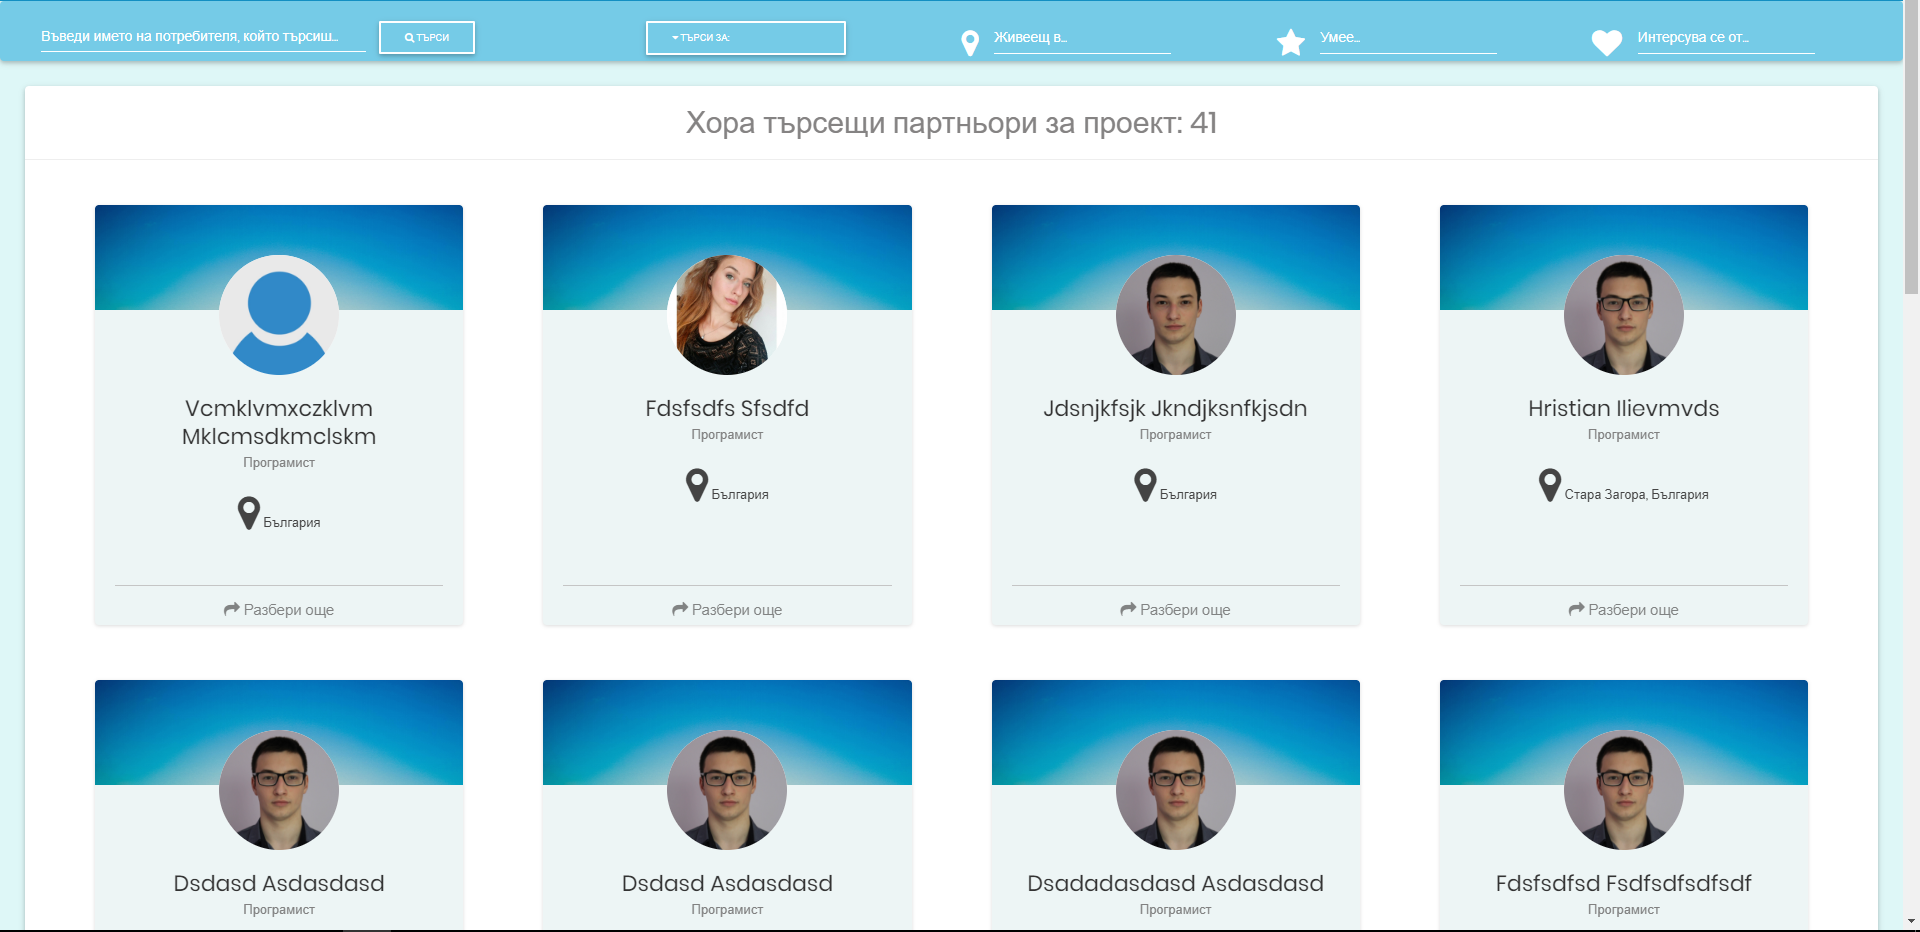 Въведи името на потребителя, който търсиш...
ТЪРСИ
ТЪРСИ ЗА:
Живеещ в...
Умее...
Интерсува се от...
Хора търсещи партньори за проект: 41
Vcmklvmxczklvm
Mklcmsdkmclskm
Програмист
България
Разбери още
Fdsfsdfs Sfsdfd
Програмист
България
Разбери още
Jdsnjkfsjk Jkndjksnfkjsdn
Програмист
България
Разбери още
Hristian Ilievmvds
Програмист
Стара Загора, България
Разбери още
Dsdasd Asdasdasd
Програмист
Dsdasd Asdasdasd
Програмист
Dsadadasdasd Asdasdasd
Програмист
Fdsfsdfsd Fsdfsdfsdfsdf
Програмист